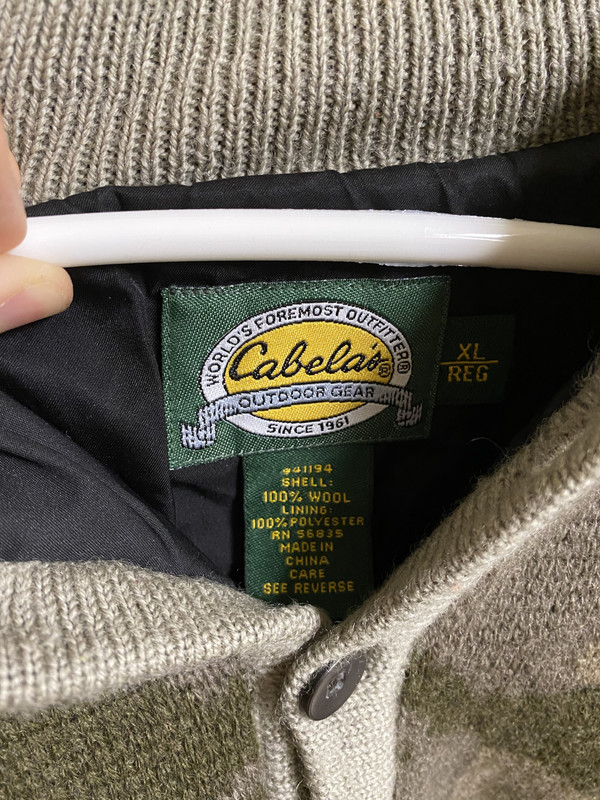 WORLD'S FOREMOST OUTFITTER®
Cabela's®
OUTDOOR GEAR
SINCE 1961
XL
REG
SHELL:
100% WOOL
LINING:
100% POLYESTER
RN 56835
MADE IN
CHINA
CARE
SEE REVERSE